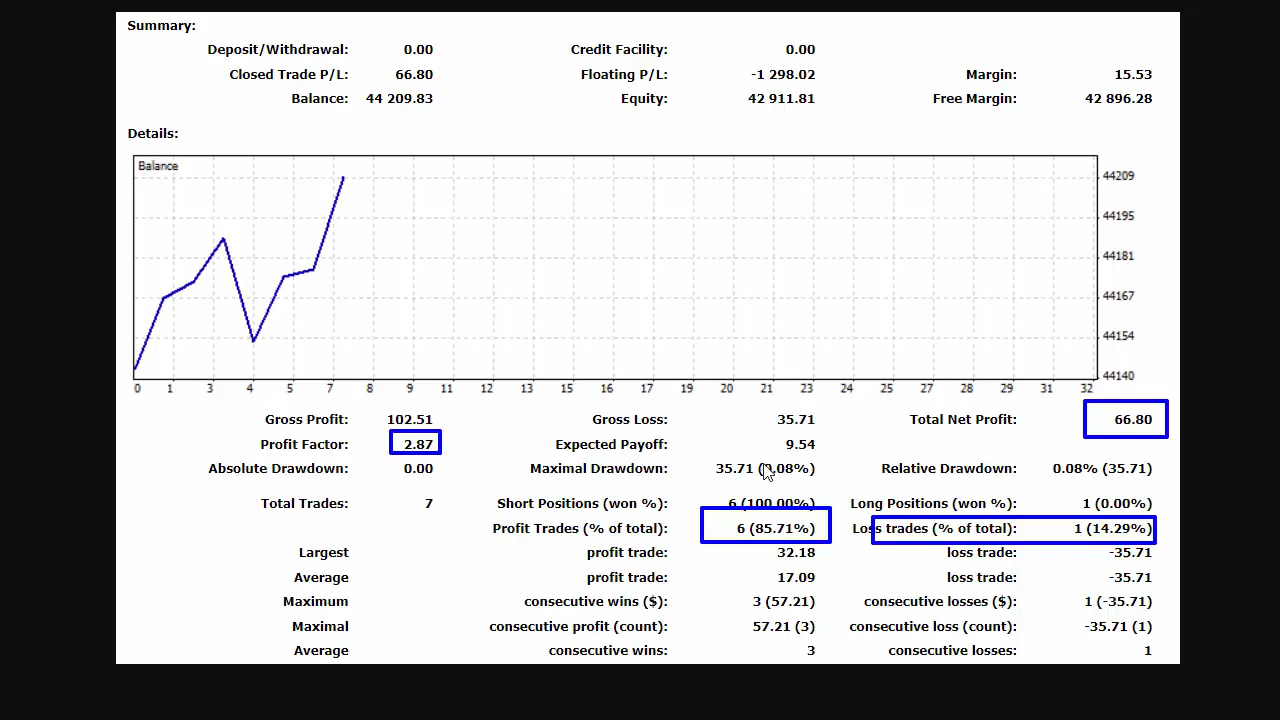 Summary:
Deposit/Withdrawal: 0.00 Credit Facility: 0.00
Closed Trade P/L: 66.80 Floating P/L: -1 298.02 Margin: 15.53
Balance: 44 209.83 Equity: 42 911.81 Free Margin: 42 896.28
Details:
Balance
44209
44195
44181
44167
44154
44140
0 1 3 4 5 7 8 9 11 12 13 15 16 17 19 20 21 23 24 25 27 28 29 31 32
Gross Profit: 102.51 Gross Loss: 35.71 Total Net Profit: 66.80
Profit Factor: 2.87 Expected Payoff: 9.54
Absolute Drawdown: 0.00 Maximal Drawdown: 35.71 (0.08%) Relative Drawdown: 0.08% (35.71)
Total Trades: 7 Short Positions (won %): 6 (100.00%) Long Positions (won %): 1 (0.00%)
Profit Trades (% of total): 6 (85.71%) Loss trades (% of total): 1 (14.29%)
Largest profit trade: 32.18 loss trade: -35.71
Average profit trade: 17.09 loss trade: -35.71
Maximum consecutive wins ($): 3 (57.21) consecutive losses ($): 1 (-35.71)
Maximal consecutive profit (count): 57.21 (3) consecutive loss (count): -35.71 (1)
Average consecutive wins: 3 consecutive losses: 1